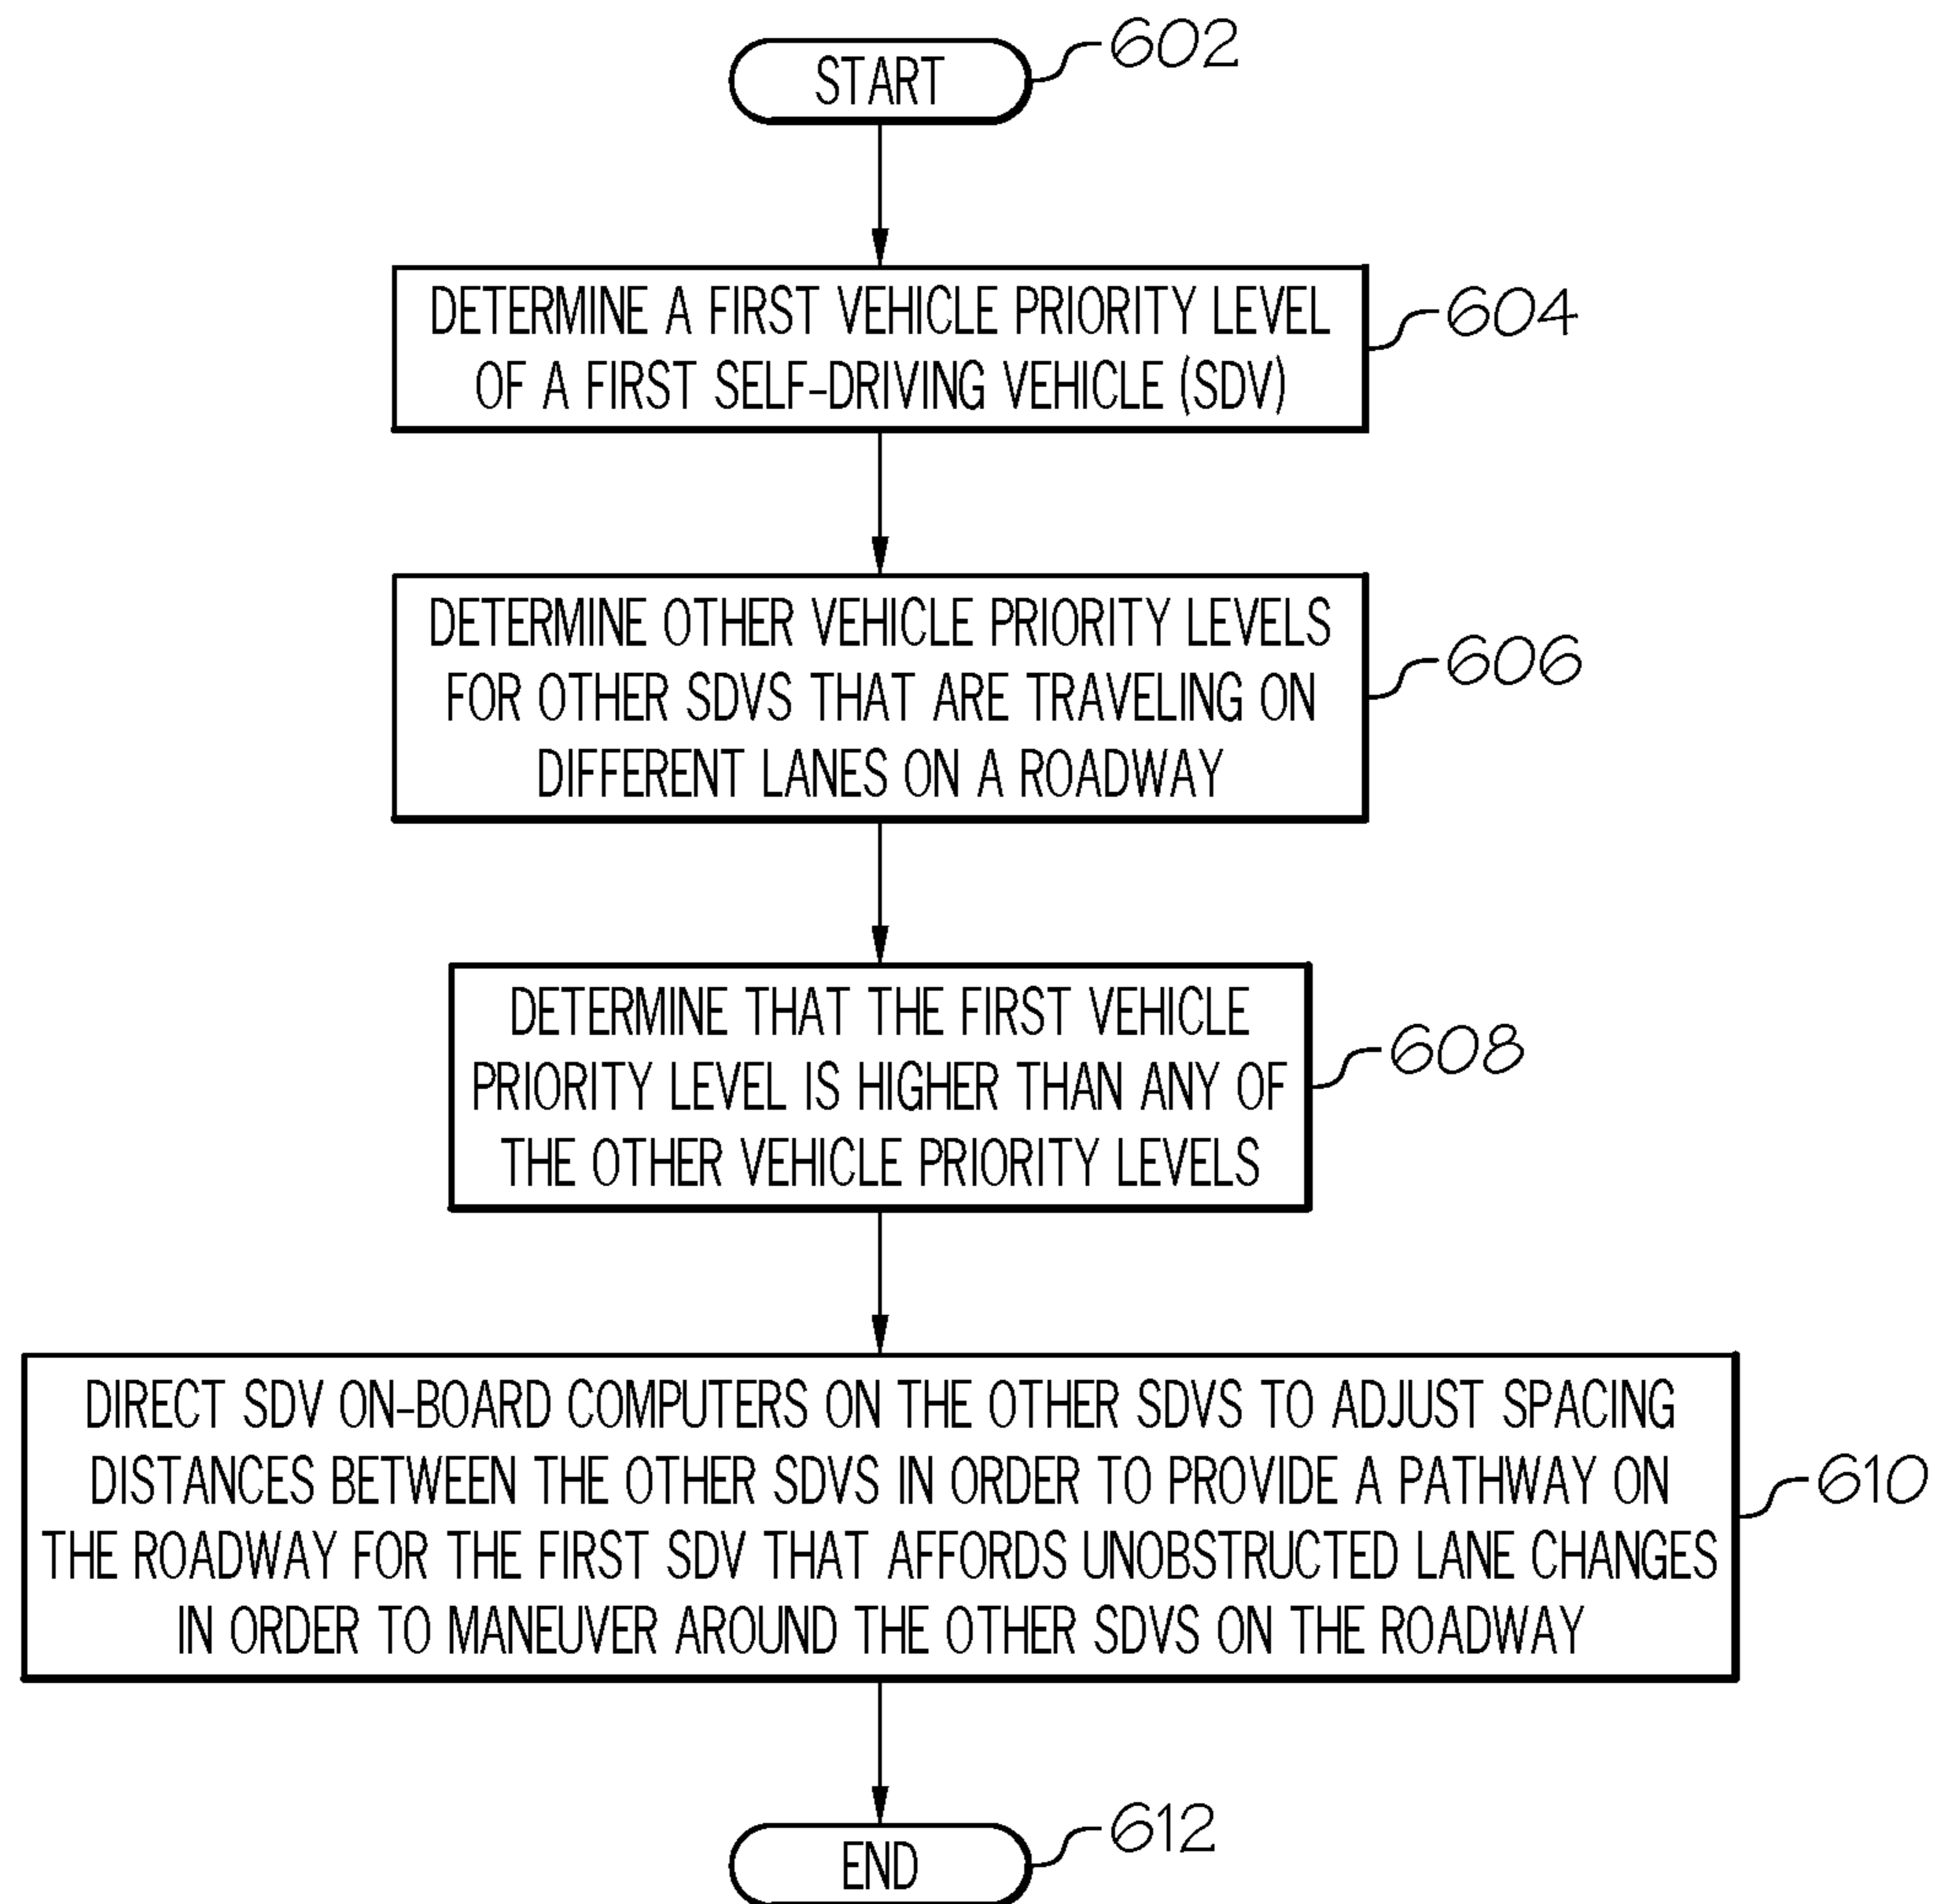 START
602
DETERMINE A FIRST VEHICLE PRIORITY LEVEL
OF A FIRST SELF-DRIVING VEHICLE (SDV)
604
DETERMINE OTHER VEHICLE PRIORITY LEVELS
FOR OTHER SDVS THAT ARE TRAVELING ON
DIFFERENT LANES ON A ROADWAY
606
DETERMINE THAT THE FIRST VEHICLE
PRIORITY LEVEL IS HIGHER THAN ANY OF
THE OTHER VEHICLE PRIORITY LEVELS
608
DIRECT SDV ON-BOARD COMPUTERS ON THE OTHER SDVS TO ADJUST SPACING
DISTANCES BETWEEN THE OTHER SDVS IN ORDER TO PROVIDE A PATHWAY ON
THE ROADWAY FOR THE FIRST SDV THAT AFFORDS UNOBSTRUCTED LANE CHANGES
IN ORDER TO MANEUVER AROUND THE OTHER SDVS ON THE ROADWAY
610
END
612